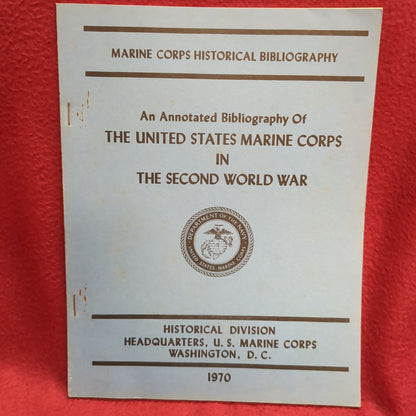 MARINE CORPS HISTORICAL BIBLIOGRAPHY
An Annotated Bibliography Of
THE UNITED STATES MARINE CORPS
IN
THE SECOND WORLD WAR
DEPARTMENT OF THE NAVY
UNITED STATES MARINE CORPS
HISTORICAL DIVISION
HEADQUARTERS, U. S. MARINE CORPS
WASHINGTON, D. C.
1970